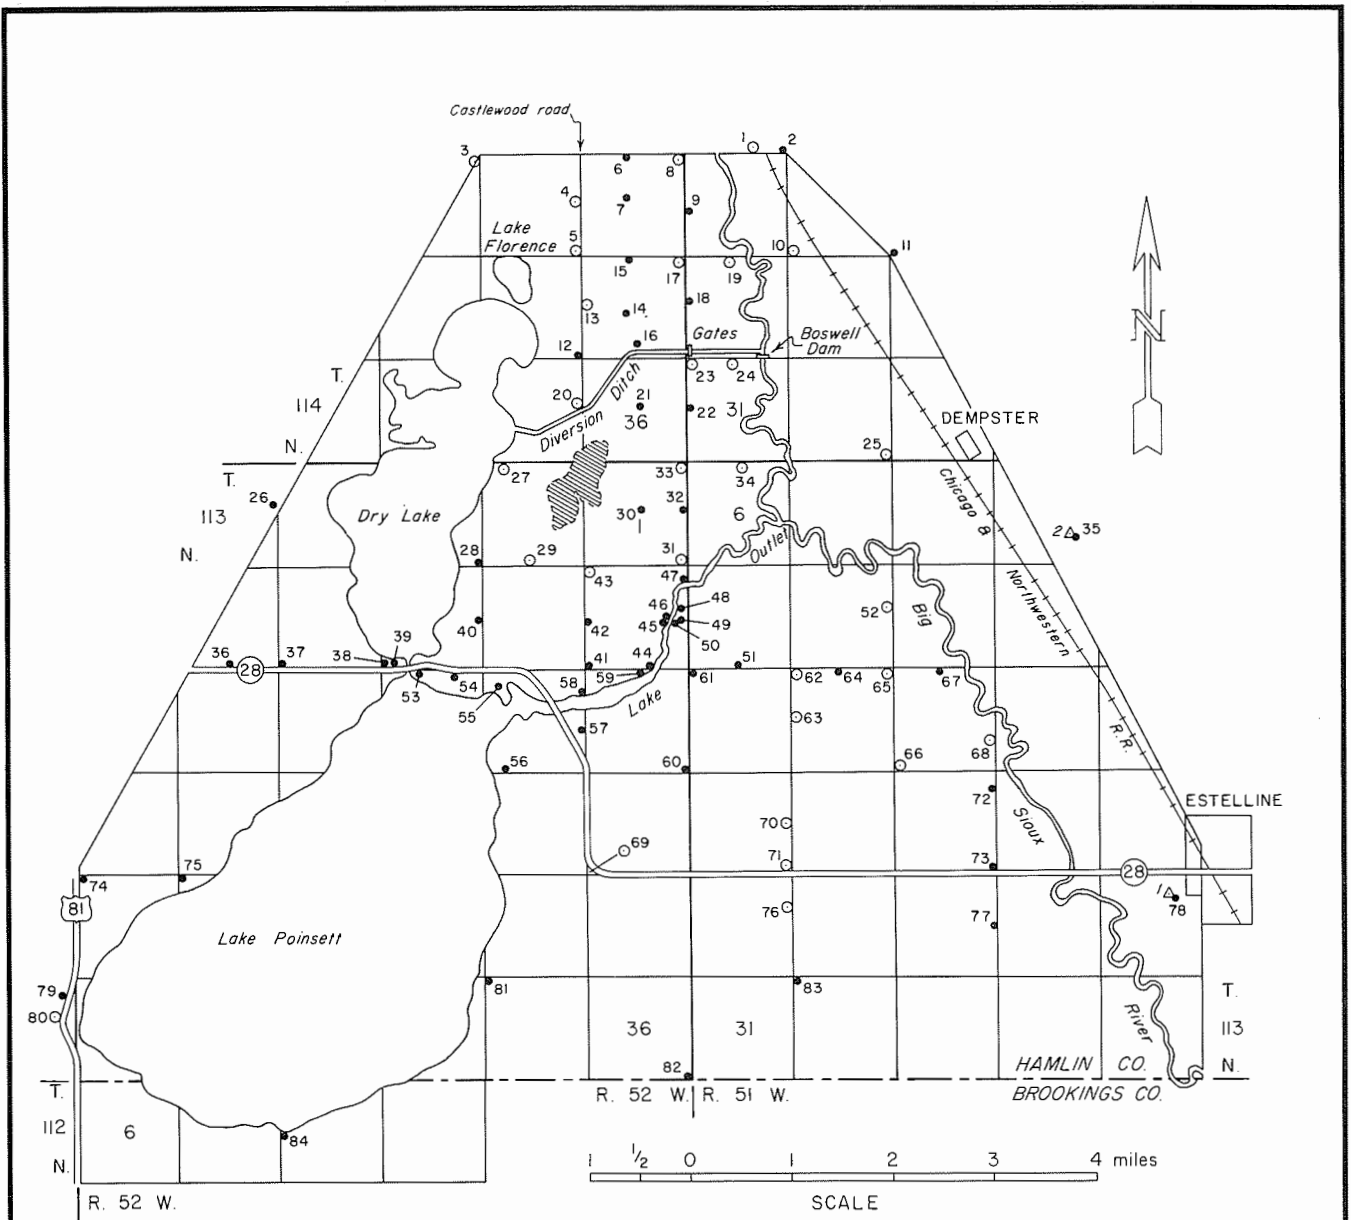 Castlewood road
1
2
3
6
8
4
7
9
Lake
Florence
5
10
11
15
17
19
13
14
18
12
16
Gates
Boswell
Dam
T.
114
N.
20
Diversion Ditch
21
36
23
24
22
31
DEMPSTER
25
T.
113
N.
26
27
33
34
Dry Lake
30
1
32
6
Chicago &
Northwestern
R.R.
2
35
28
29
31
Outlet
43
47
46
48
52
Big
40
42
45
49
50
39
36
28
37
38
41
44
51
53
54
59
61
62
64
65
67
55
58
Lake
57
63
56
60
66
68
72
Sioux
ESTELLINE
70
69
71
73
28
74
75
81
1
78
76
77
Lake Poinsett
79
80
81
83
T.
113
N.
36
31
River
82
HAMLIN CO.
R. 52 W.
R. 51 W.
BROOKINGS CO.
T.
112
N.
6
84
1 1/2 0 1 2 3 4 miles
R. 52 W.
SCALE
N